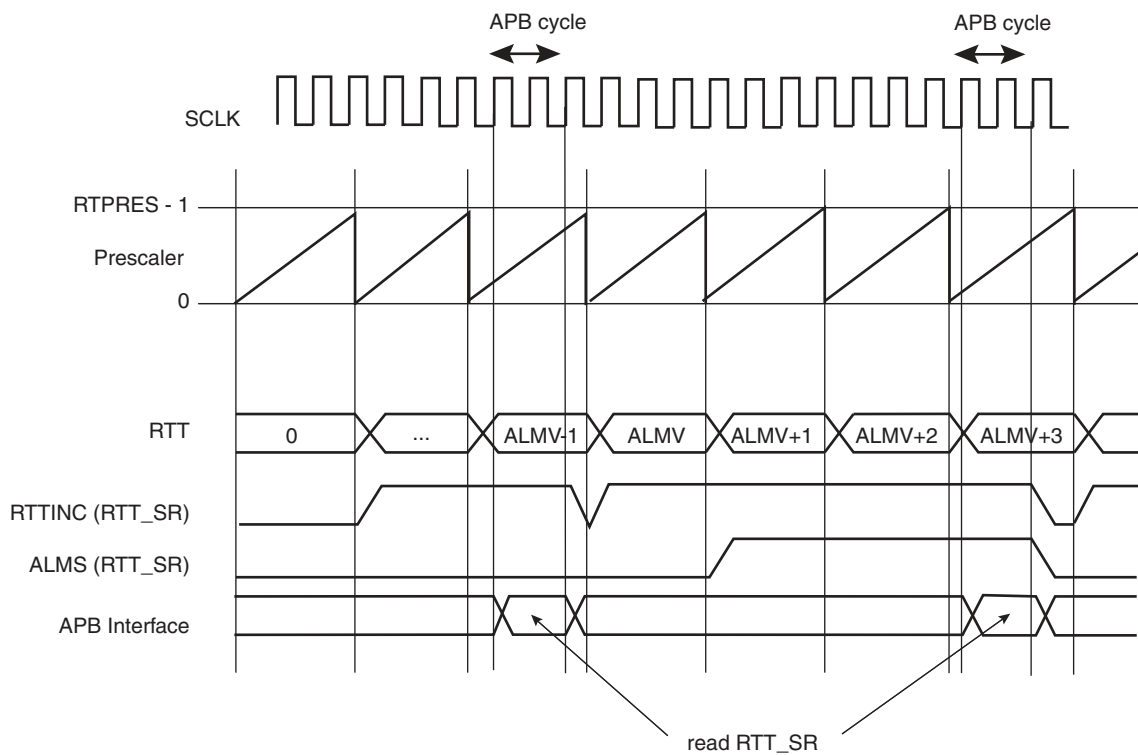 APB cycle APB cycle
SCLK
RTPRES - 1
Prescaler
0
RTT 0 ... ALMV-1 ALMV ALMV+1 ALMV+2 ALMV+3
RTTINC (RTT_SR)
ALMS (RTT_SR)
APB Interface
read RTT_SR